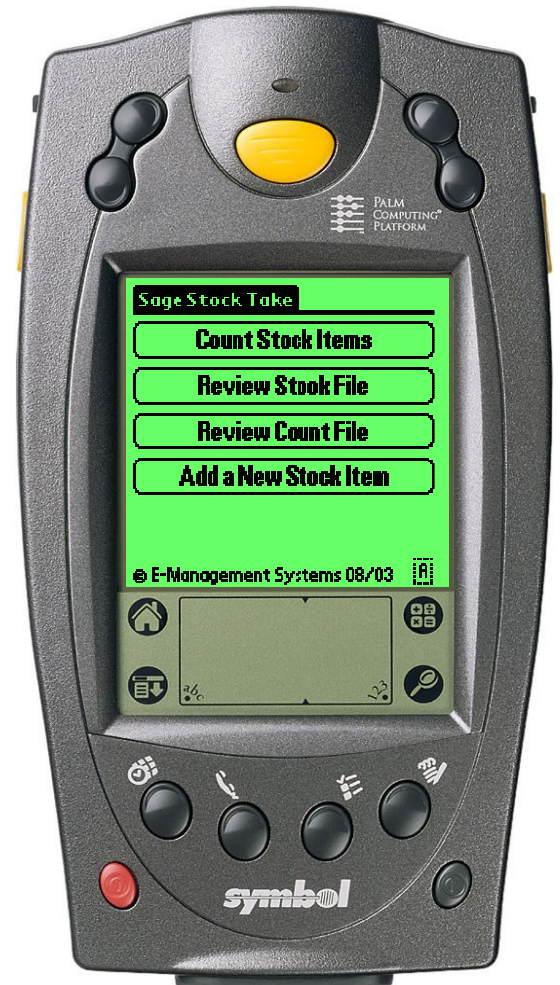 PALM
COMPUTING®
PLATFORM
Sage Stock Take
Count Stock Items
Review Stook File
Review Count File
Add a New Stock Item
© E-Management Systems 08/03 A
abc 123
symbol